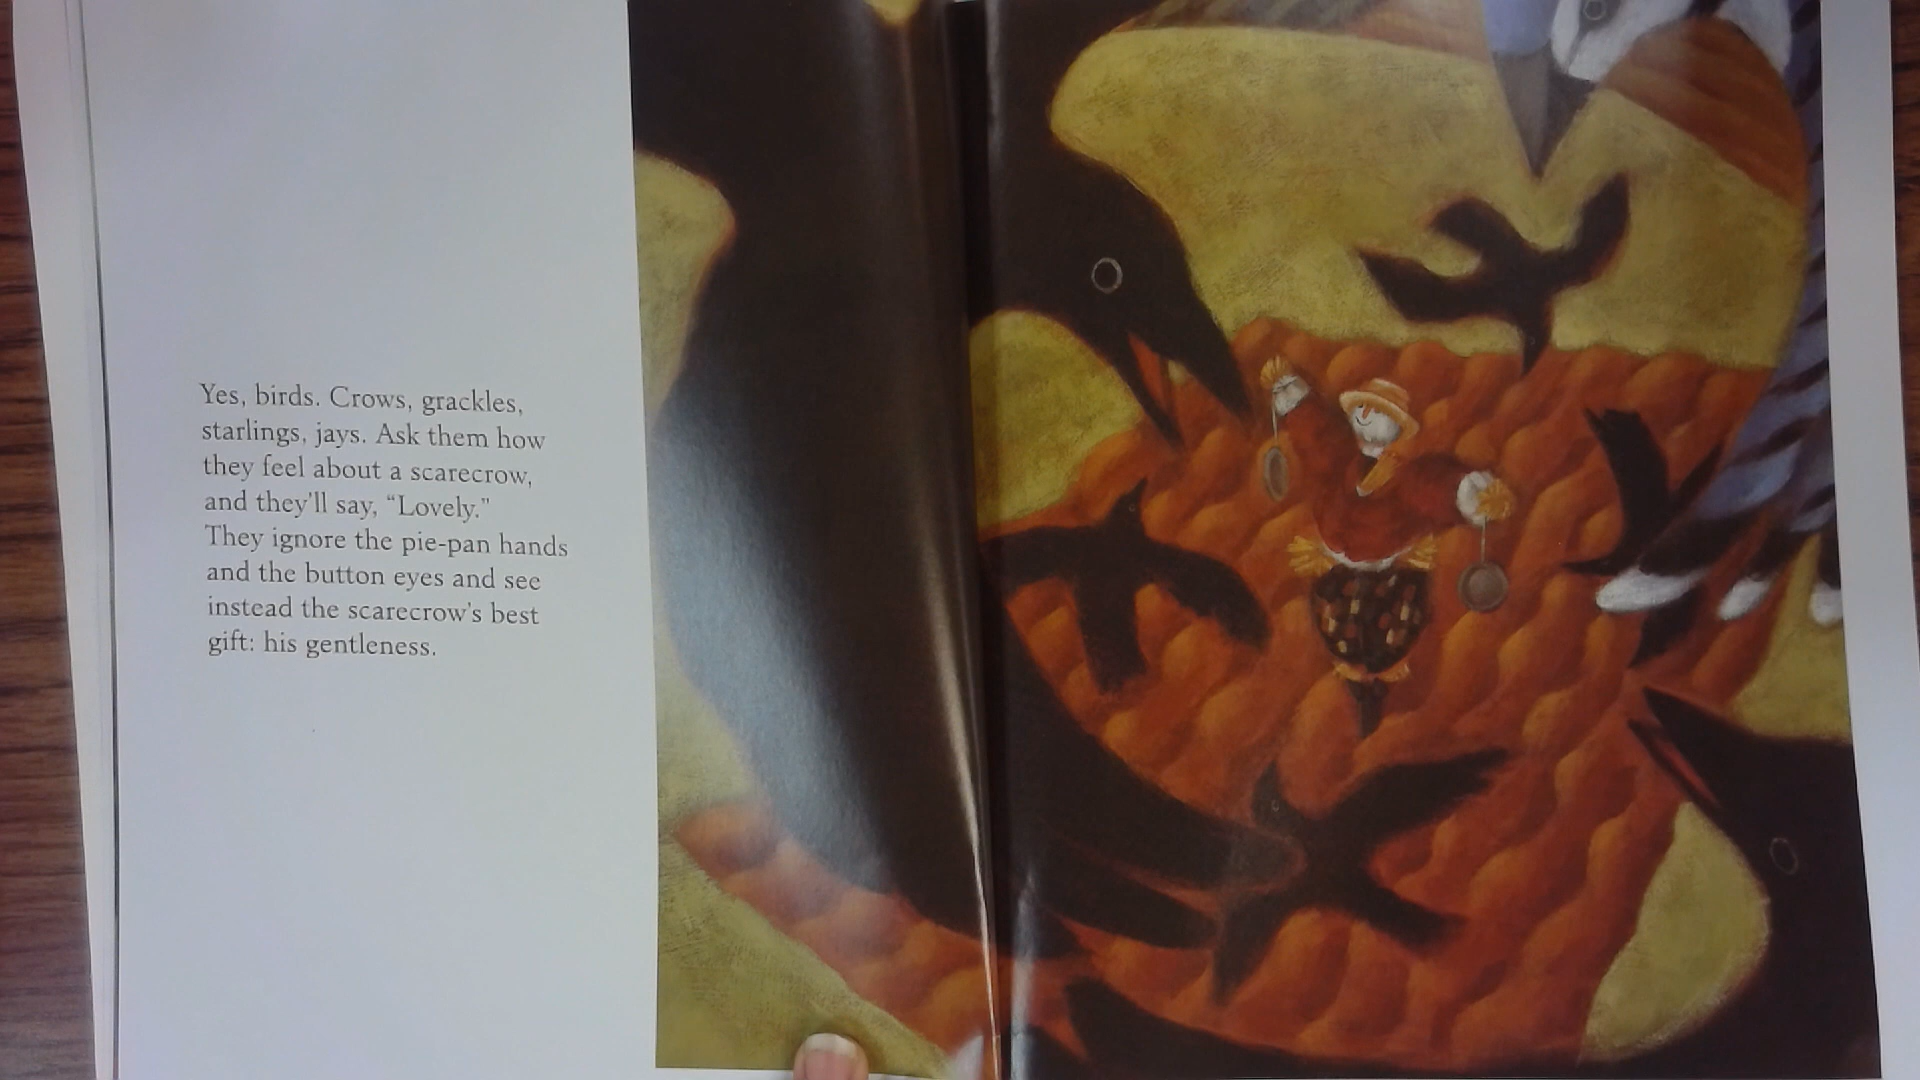 Yes, birds. Crows, grackles,
starlings, jays. Ask them how
they feel about a scarecrow,
and they'll say, “Lovely.”
They ignore the pie-pan hands
and the button eyes and see
instead the scarecrow's best
gift: his gentleness.